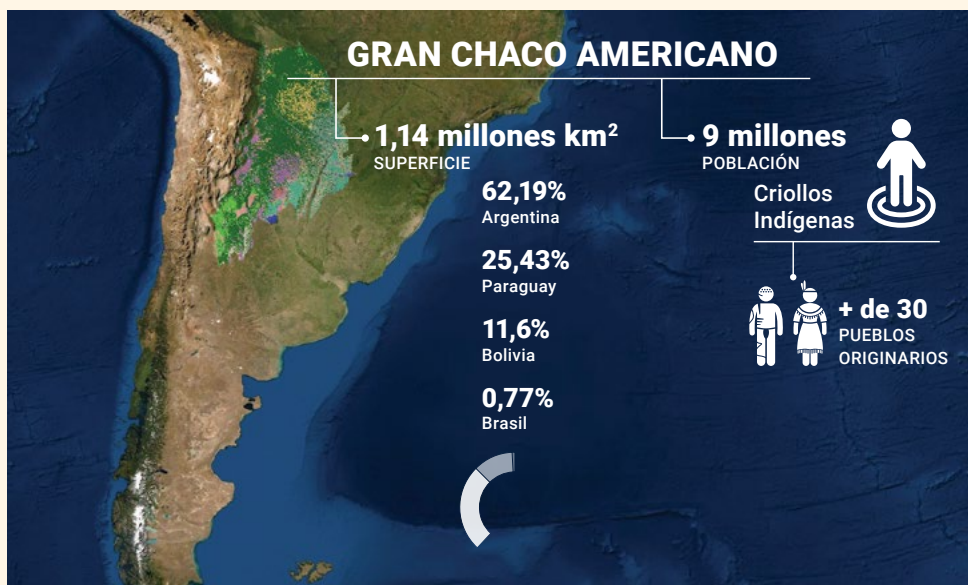 GRAN CHACO AMERICANO
1,14 millones km²
SUPERFICIE
62,19%
Argentina
25,43%
Paraguay
11,6%
Bolivia
0,77%
Brasil
9 millones
POBLACIÓN
Criollos
Indígenas
+ de 30
PUEBLOS
ORIGINARIOS